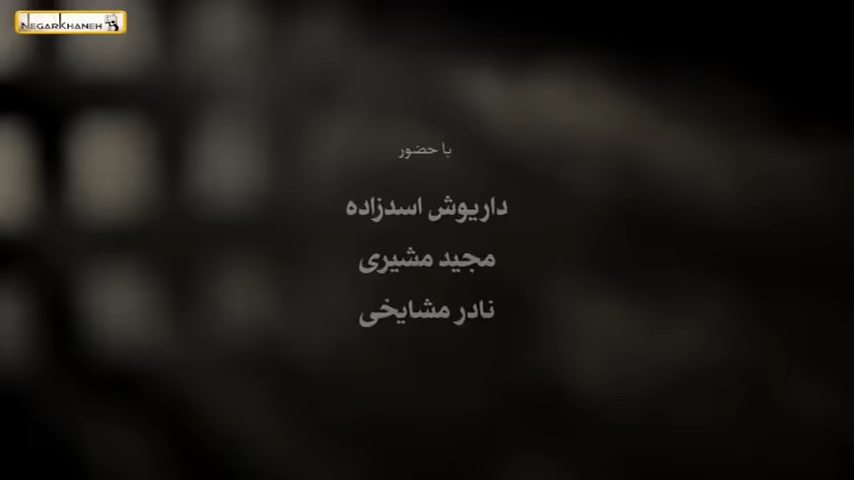 NEGARKHANEH
با حضور
داریوش اسدزاده
مجید مشیری
نادر مشایخی